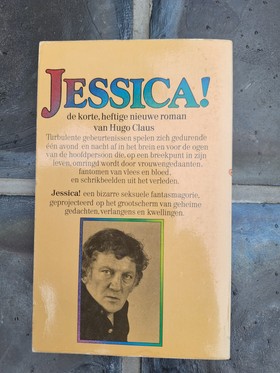 JESSICA!
de korte, heftige nieuwe roman
van Hugo Claus
Turbulente gebeurtenissen spelen zich gedurende
één avond en nacht af in het brein en voor de ogen
van de hoofdpersoon die, op een breekpunt in zijn
leven, omringd wordt door vrouwengedaanten,
fantomen van vlees en bloed,
en schrikbeelden uit het verleden.
Jessica! een bizarre seksuele fantasmagorie,
geprojecteerd op het grootscherm van geheime
gedachten, verlangens en kwellingen.